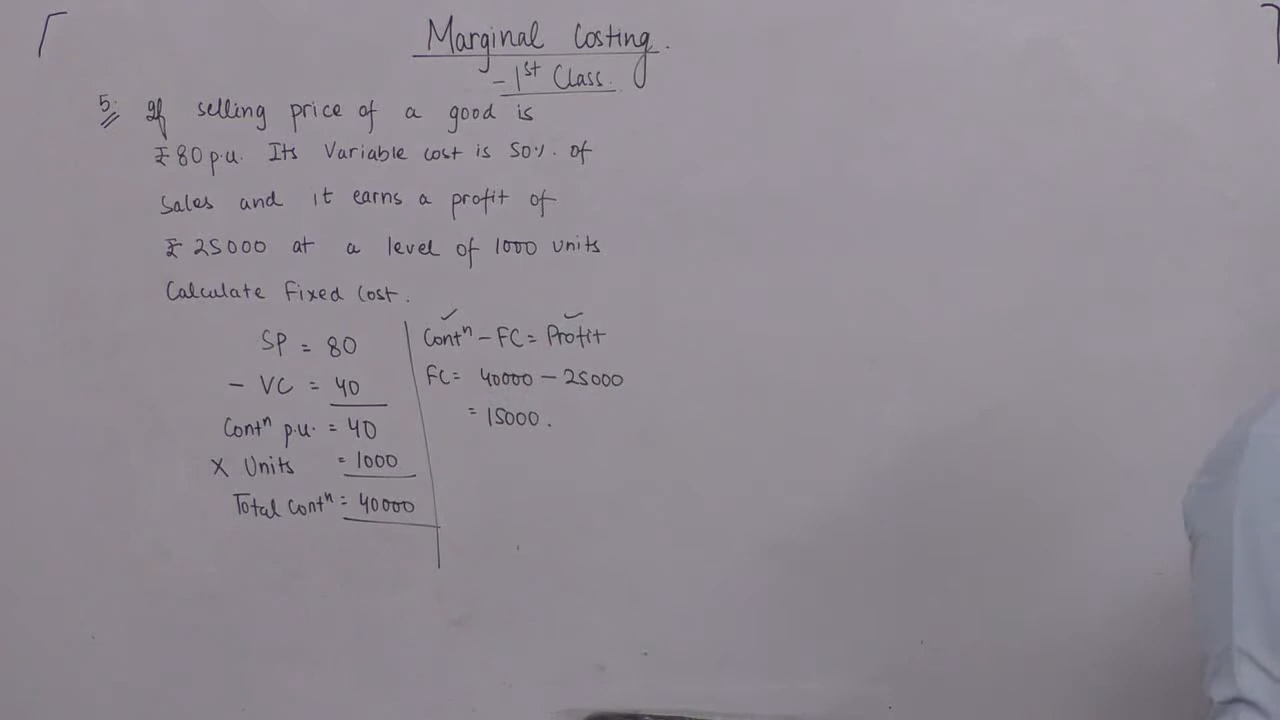 Marginal Costing.
- 1st Class.
5. If selling price of a good is
₹ 80 p.u. Its Variable cost is 50% of
Sales and it earns a profit of
₹ 25000 at a level of 1000 units
Calculate Fixed Cost.
SP = 80
- VC = 40
Contⁿ p.u. = 40
X Units = 1000
Total Contⁿ = 40000
Contⁿ - FC = Profit
FC = 40000 - 25000
= 15000.